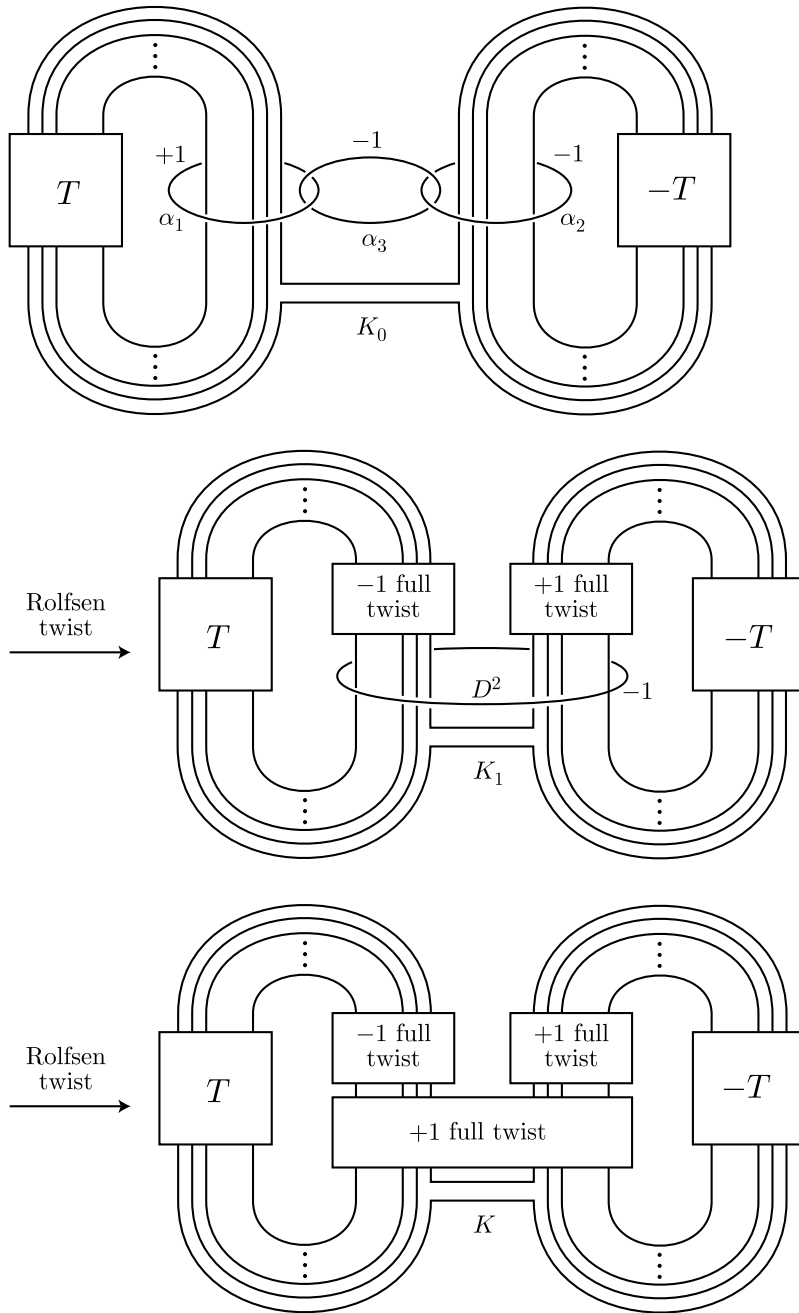 +1
−1
−1
T
−T
α₁
α₂
α₃
K₀
Rolfsen
twist
−1 full
twist
+1 full
twist
T
−T
D²
−1
K₁
Rolfsen
twist
−1 full
twist
+1 full
twist
T
−T
+1 full twist
K